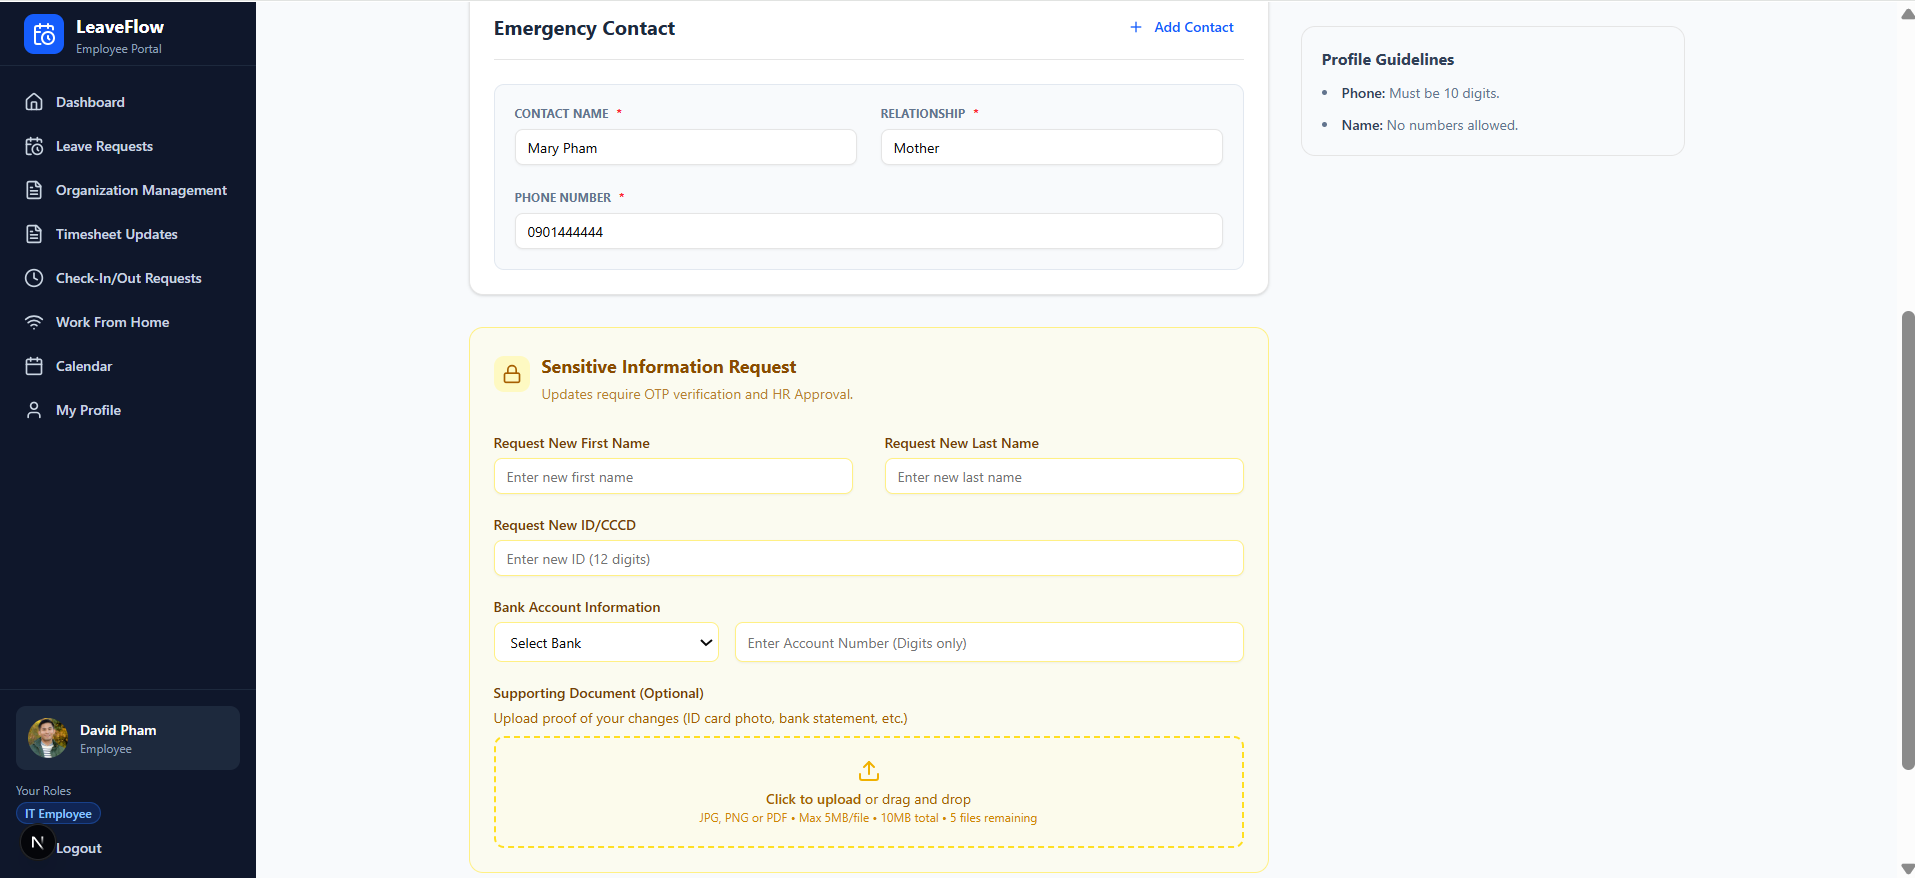 LeaveFlow
Employee Portal
Dashboard
Leave Requests
Organization Management
Timesheet Updates
Check-In/Out Requests
Work From Home
Calendar
My Profile
David Pham
Employee
Your Roles
IT Employee
N
Logout
Emergency Contact
+ Add Contact
CONTACT NAME *
RELATIONSHIP *
Mary Pham
Mother
PHONE NUMBER *
0901444444
Sensitive Information Request
Updates require OTP verification and HR Approval.
Request New First Name
Request New Last Name
Enter new first name
Enter new last name
Request New ID/CCCD
Enter new ID (12 digits)
Bank Account Information
Select Bank
Enter Account Number (Digits only)
Supporting Document (Optional)
Upload proof of your changes (ID card photo, bank statement, etc.)
Click to upload or drag and drop
JPG, PNG or PDF • Max 5MB/file • 10MB total • 5 files remaining
Profile Guidelines
• Phone: Must be 10 digits.
• Name: No numbers allowed.